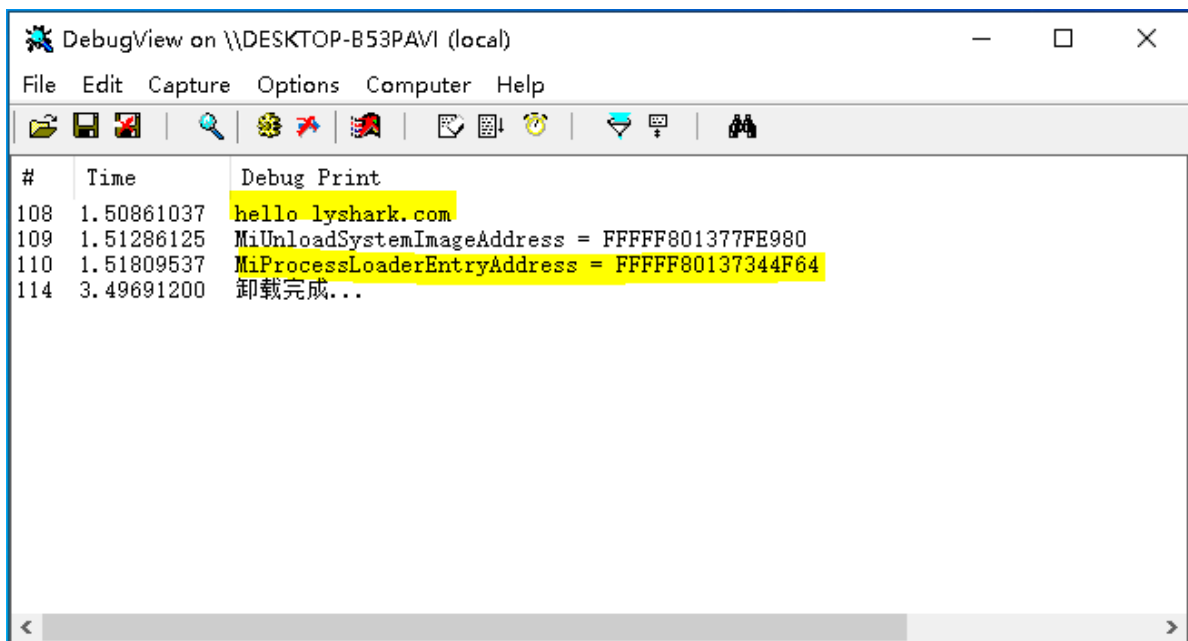 DebugView on \\DESKTOP-B53PAVI (local)
File Edit Capture Options Computer Help
# Time Debug Print
108 1.50861037 hello lyshark.com
109 1.51286125 MiUnloadSystemImageAddress = FFFFF801377FE980
110 1.51809537 MiProcessLoaderEntryAddress = FFFFF80137344F64
114 3.49691200 卸载完成...